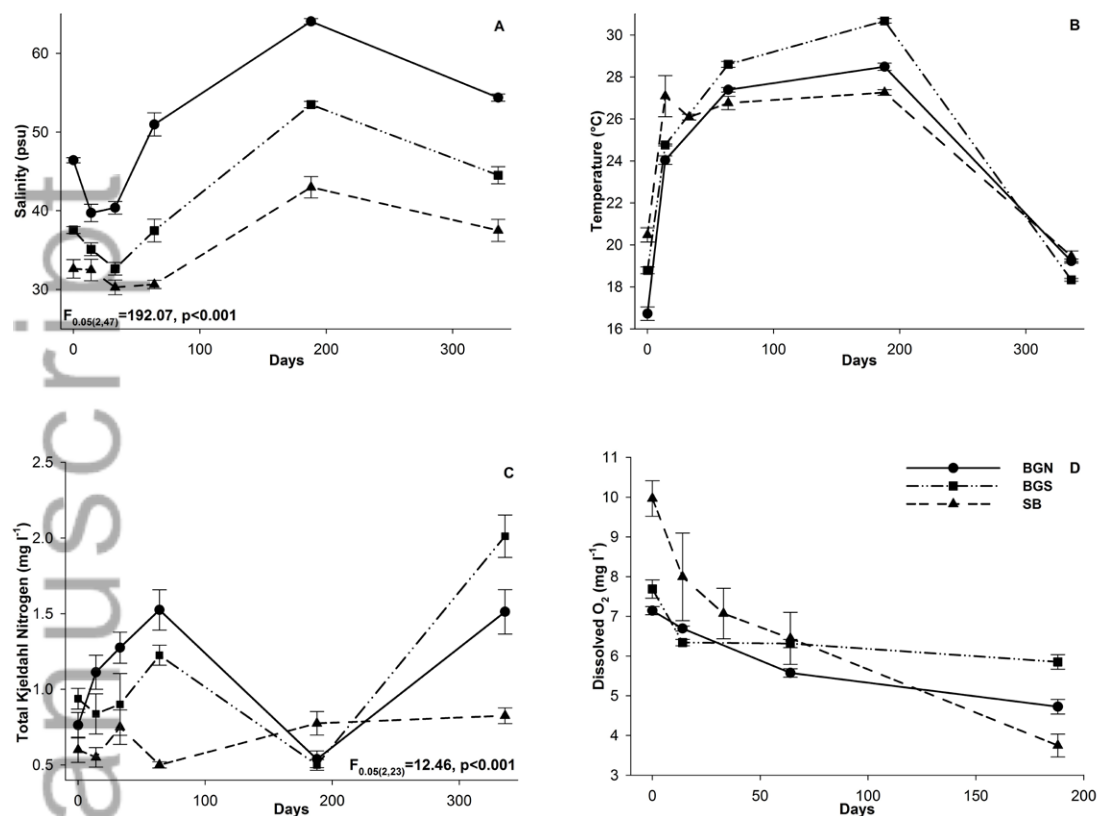 A
60
50
40
30
Salinity (psu)
F0.05(2,47)=192.07, p<0.001
0 100 200 300
Days
B
30
28
26
24
22
20
18
16
Temperature (°C)
0 100 200 300
Days
C
2.5
2.0
1.5
1.0
0.5
Total Kjeldahl Nitrogen (mg l-1)
F0.05(2,23)=12.46, p<0.001
0 100 200 300
Days
D
11
10
9
8
7
6
5
4
3
Dissolved O2 (mg l-1)
BGN
BGS
SB
0 50 100 150 200
Days
anuscript